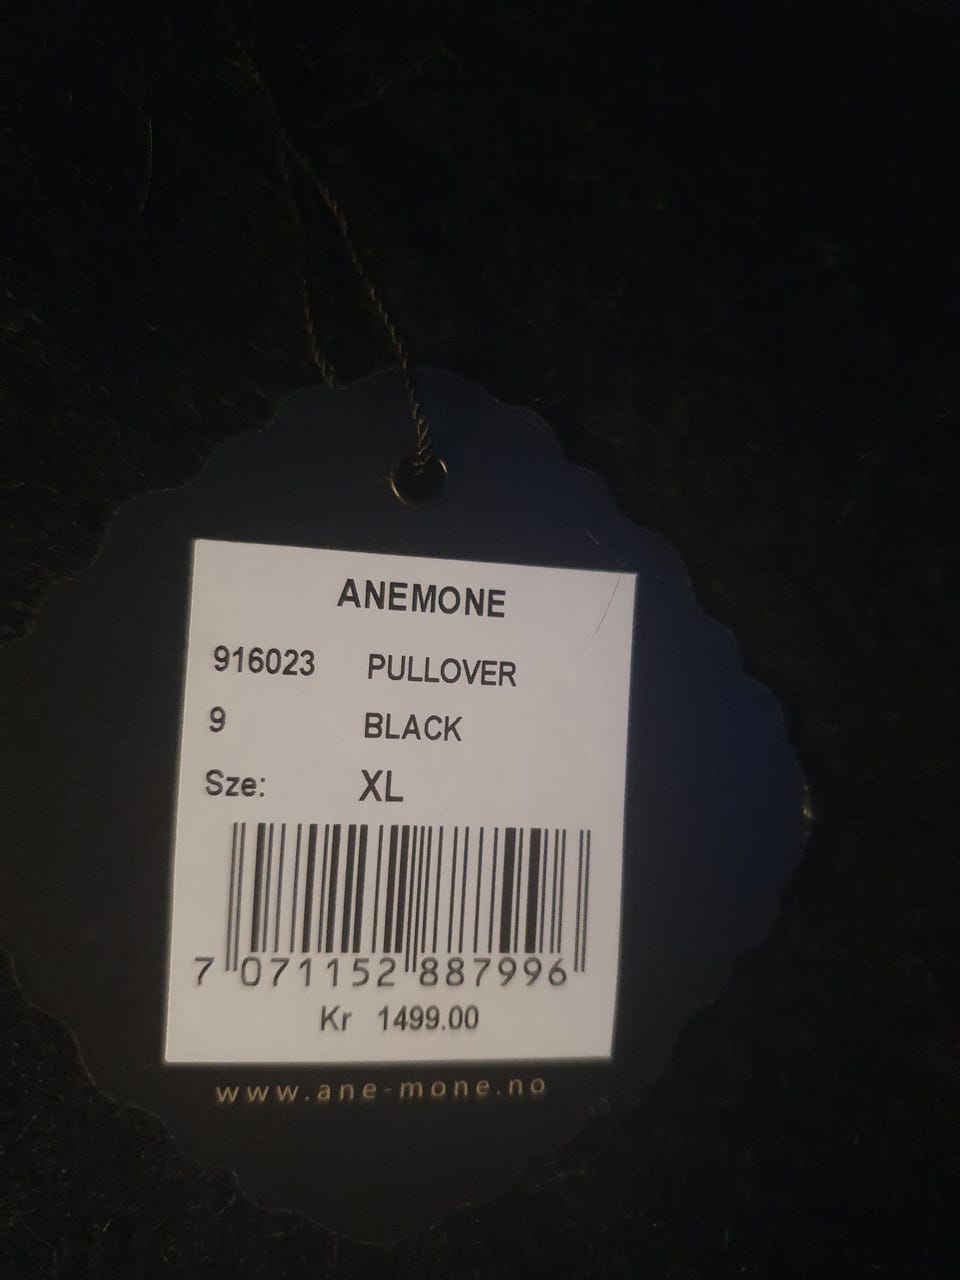 ANEMONE
916023 PULLOVER
9 BLACK
Sze: XL
7 071152 887996
Kr 1499.00
www.ane-mone.no